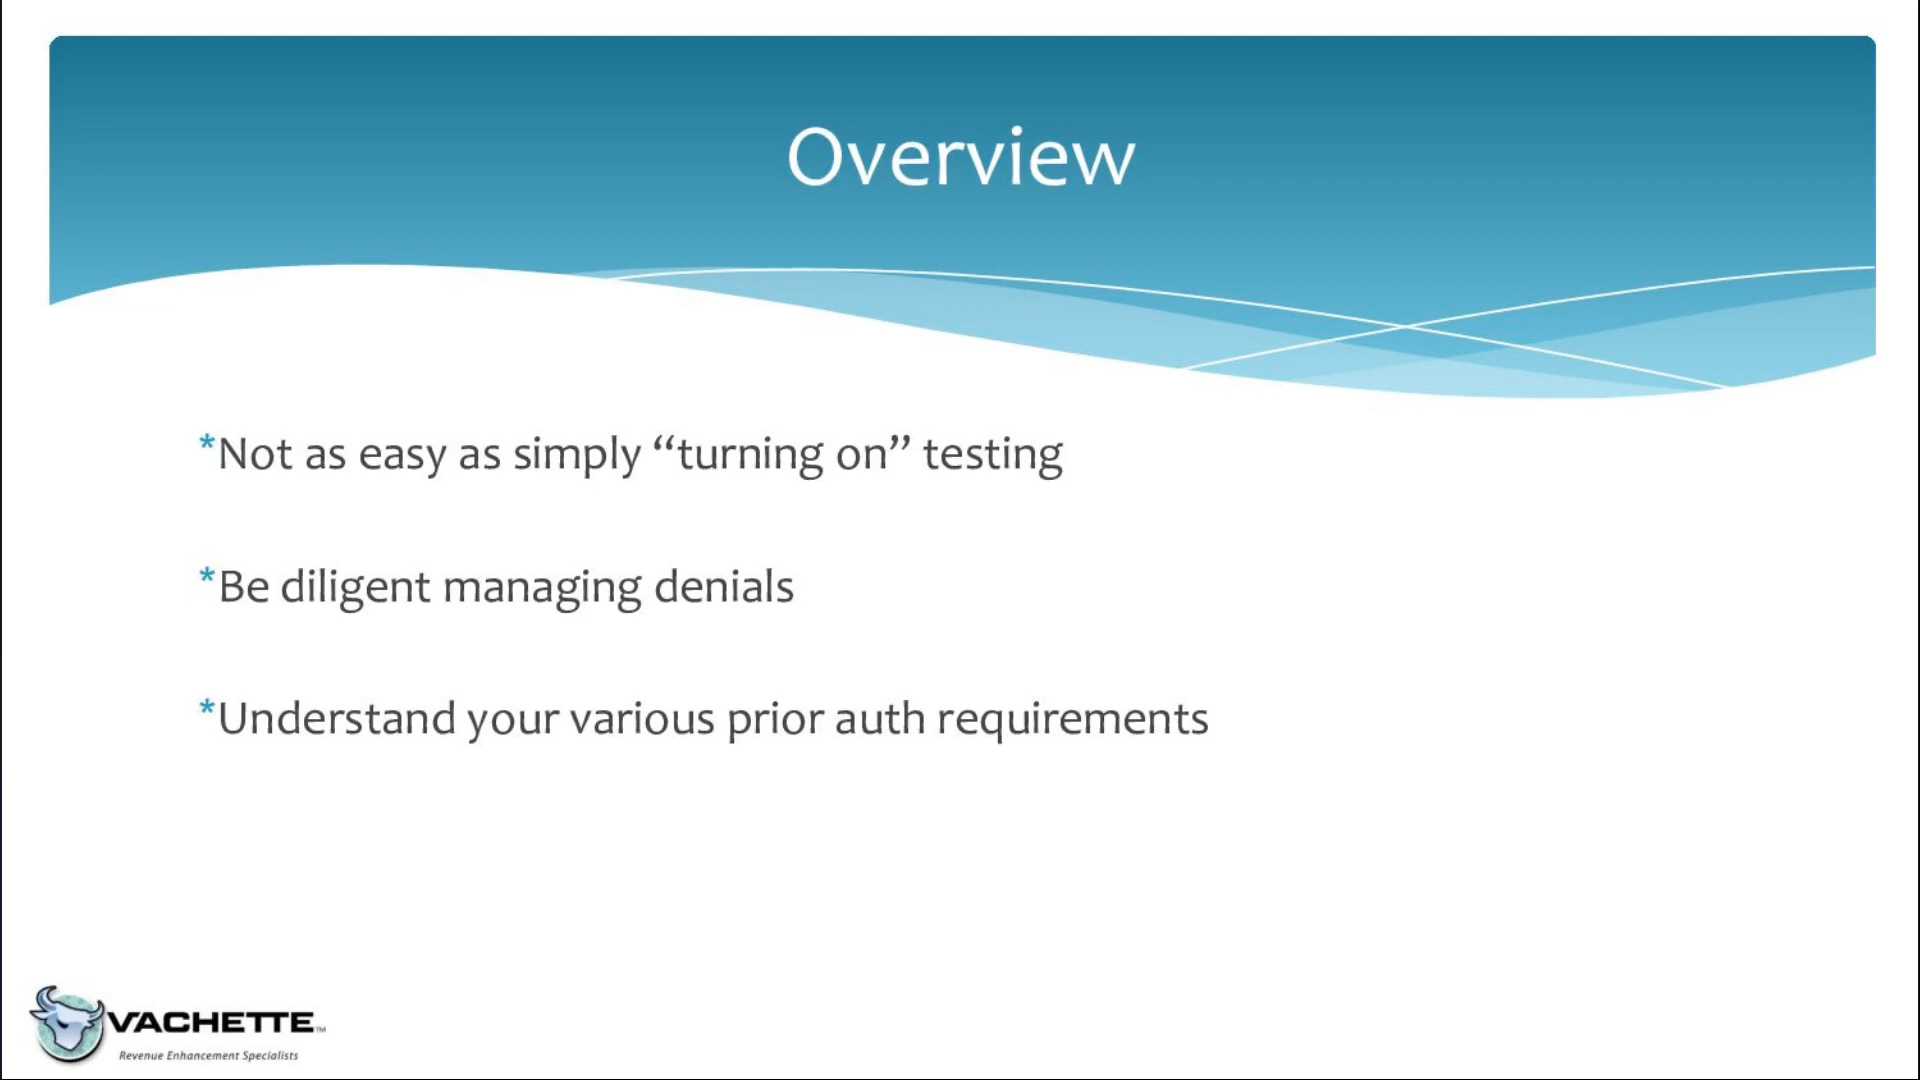 Overview
*Not as easy as simply “turning on” testing
*Be diligent managing denials
*Understand your various prior auth requirements
VACHETTE™
Revenue Enhancement Specialists